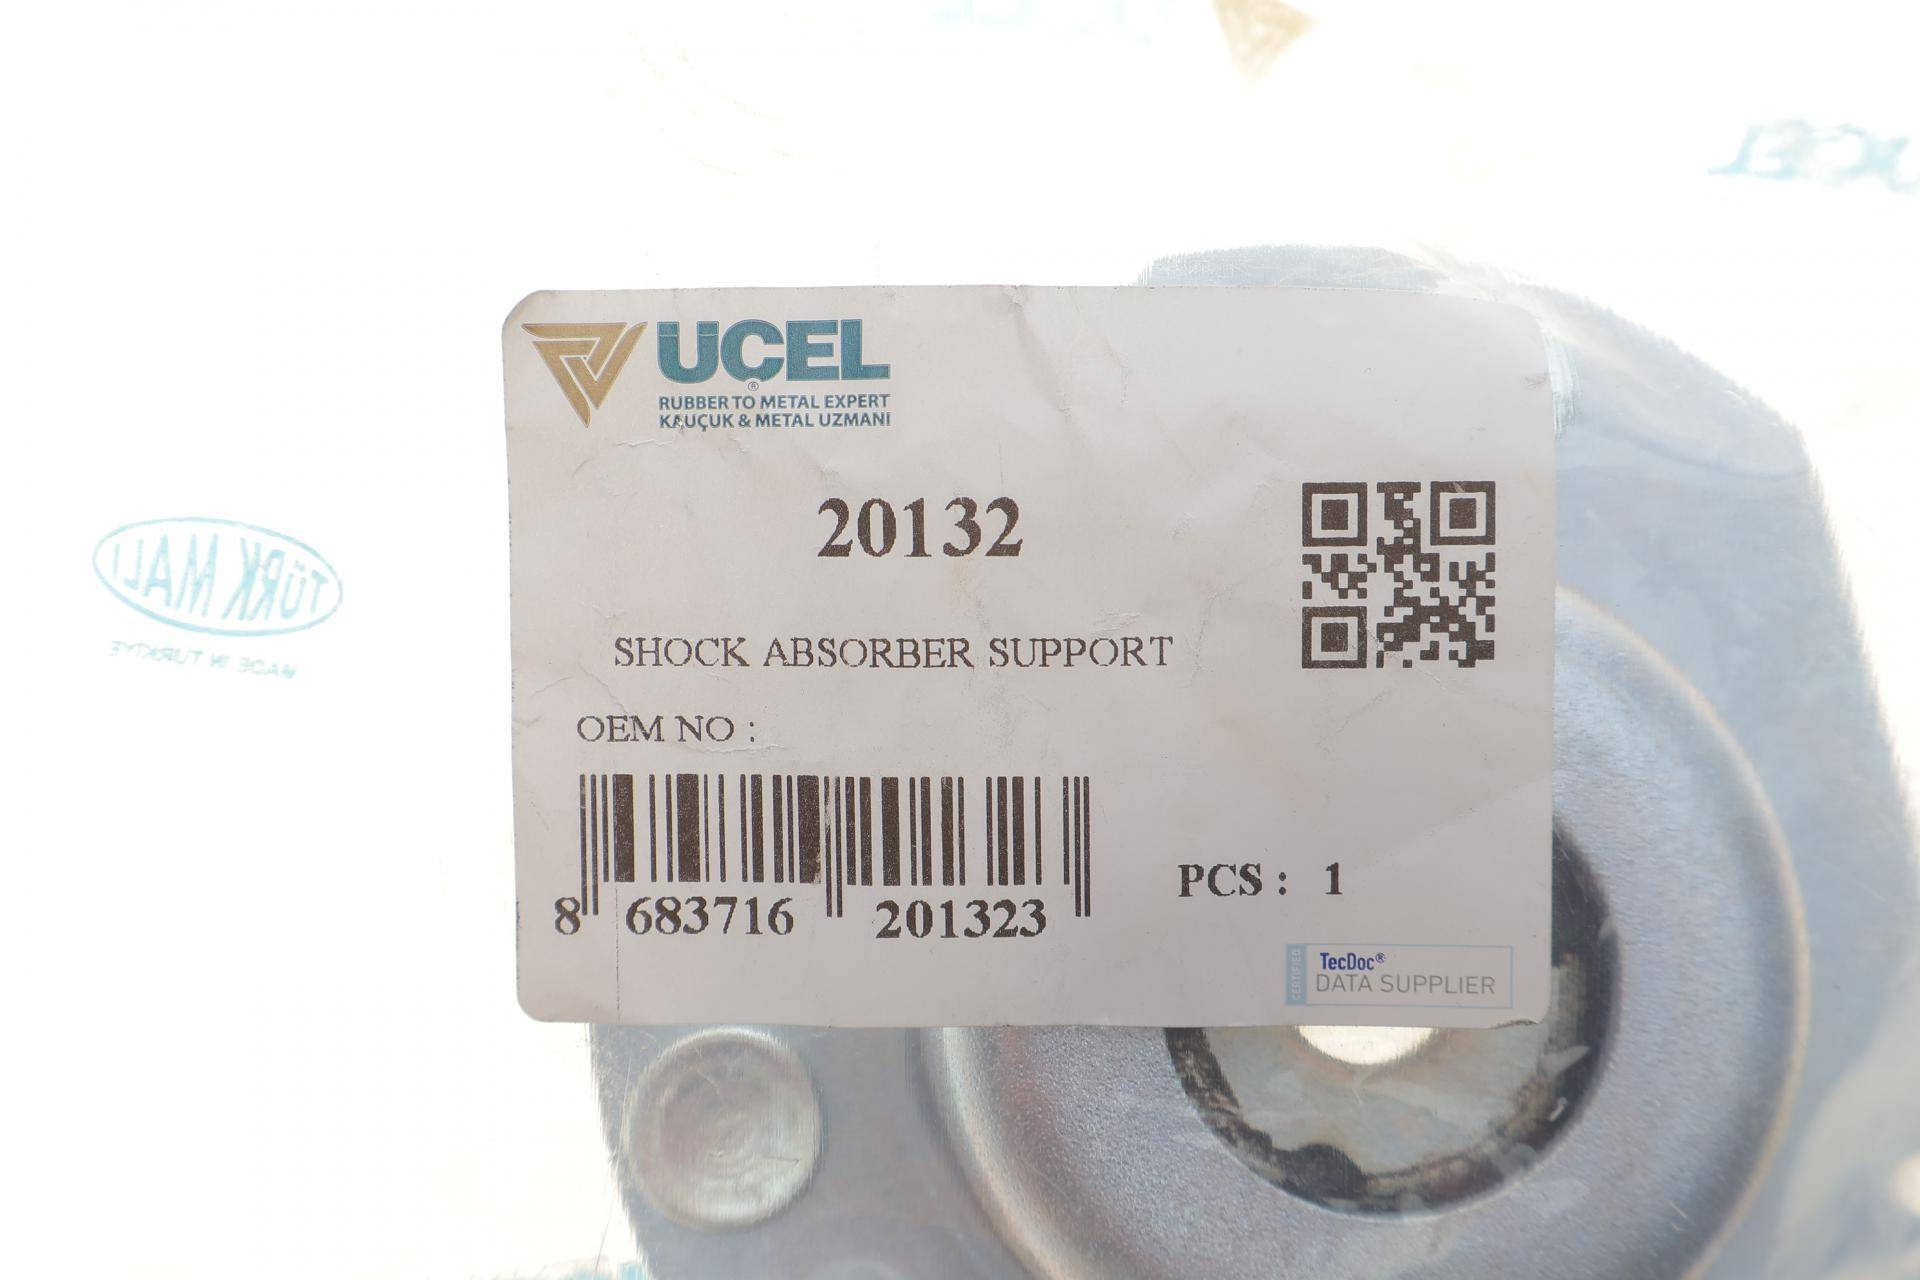 UÇEL
®
RUBBER TO METAL EXPERT
KAUÇUK & METAL UZMANI
20132
SHOCK ABSORBER SUPPORT
OEM NO :
8 683716 201323
PCS : 1
CERTIFIED
TecDoc®
DATA SUPPLIER
TÜRK MALI
MADE IN TURKIYE